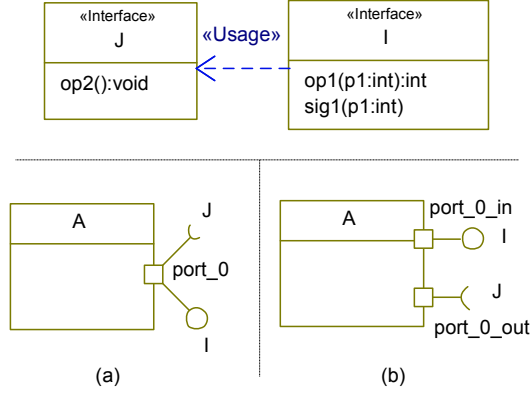 «Interface»
J
op2():void
«Usage»
«Interface»
I
op1(p1:int):int
sig1(p1:int)
A
J
port_0
I
(a)
A
port_0_in
I
J
port_0_out
(b)